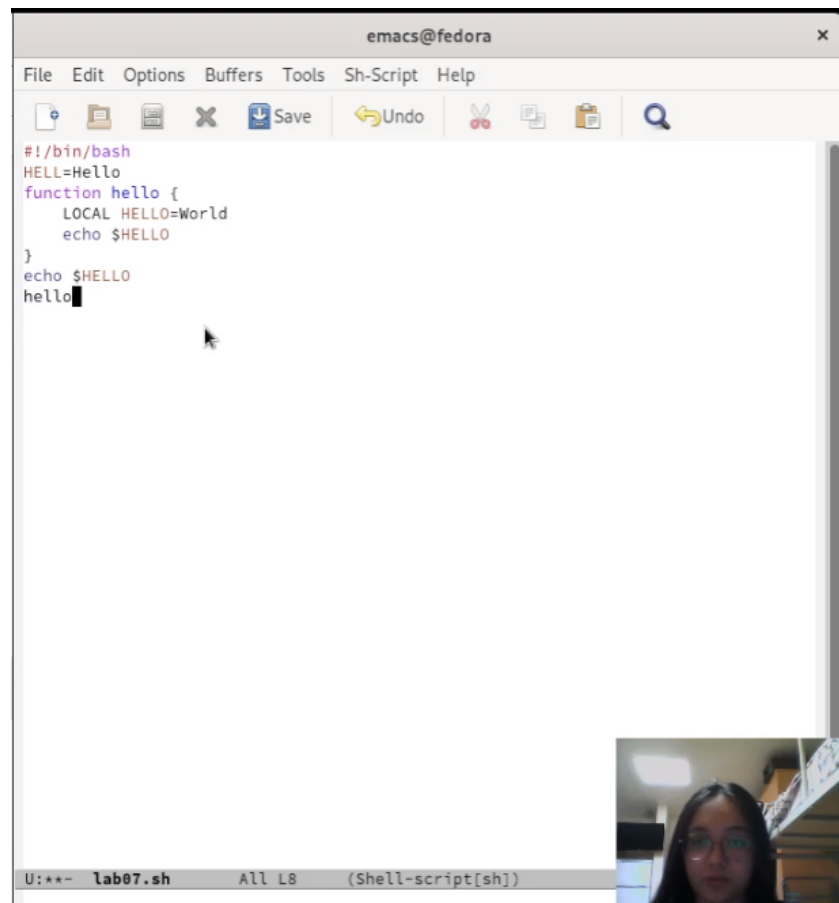 emacs@fedora ×
File Edit Options Buffers Tools Sh-Script Help
Save Undo
#!/bin/bash
HELL=Hello
function hello {
    LOCAL HELLO=World
    echo $HELLO
}
echo $HELLO
hello
U:**- lab07.sh All L8 (Shell-script[sh])